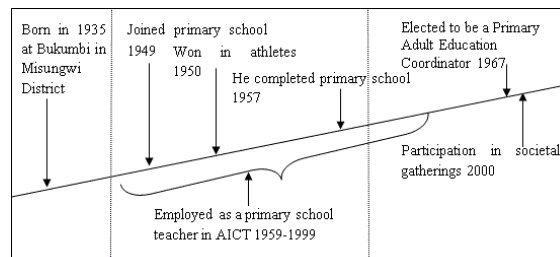 Born in 1935
at Bukumbi in
Misungwi
District
Joined primary school
1949 Won in athletes
1950
He completed primary school
1957
Elected to be a Primary
Adult Education
Coordinator 1967
Participation in societal
gatherings 2000
Employed as a primary school
teacher in AICT 1959-1999